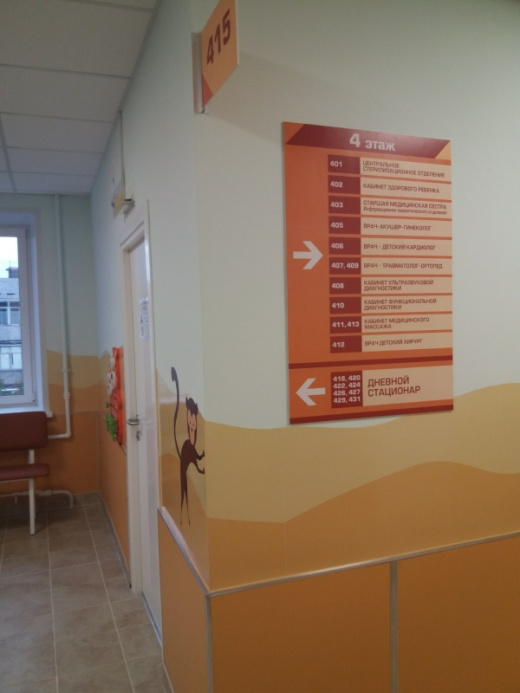 415
4 этаж
401 ЦЕНТРАЛЬНОЕ
СТЕРИЛИЗАЦИОННОЕ ОТДЕЛЕНИЕ
402 КАБИНЕТ ЗДОРОВОГО РЕБЕНКА
403 СТАРШАЯ МЕДИЦИНСКАЯ СЕСТРА
405 ВРАЧ-АКУШЕР-ГИНЕКОЛОГ
406 ВРАЧ - ДЕТСКИЙ КАРДИОЛОГ
407, 409 ВРАЧ - ТРАВМАТОЛОГ-ОРТОПЕД
408 КАБИНЕТ УЛЬТРАЗВУКОВОЙ
ДИАГНОСТИКИ
410 КАБИНЕТ ФУНКЦИОНАЛЬНОЙ
ДИАГНОСТИКИ
411, 413 КАБИНЕТ МЕДИЦИНСКОГО
МАССАЖА
412 ВРАЧ ДЕТСКИЙ ХИРУРГ
418, 420
422, 424
426, 427
429, 431
ДНЕВНОЙ
СТАЦИОНАР